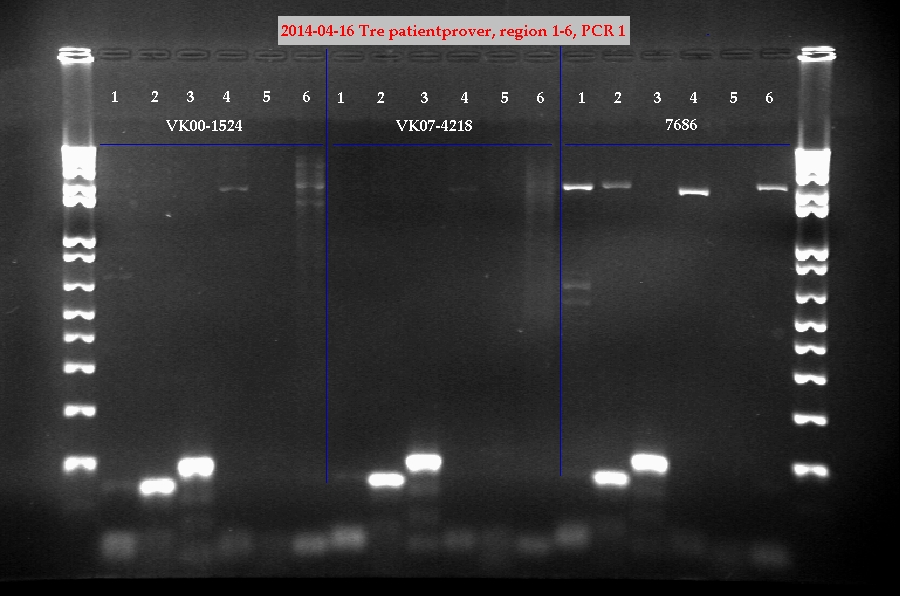 2014-04-16 Tre patientprover, region 1-6, PCR 1
1 2 3 4 5 6 1 2 3 4 5 6 1 2 3 4 5 6
VK00-1524 VK07-4218 7686